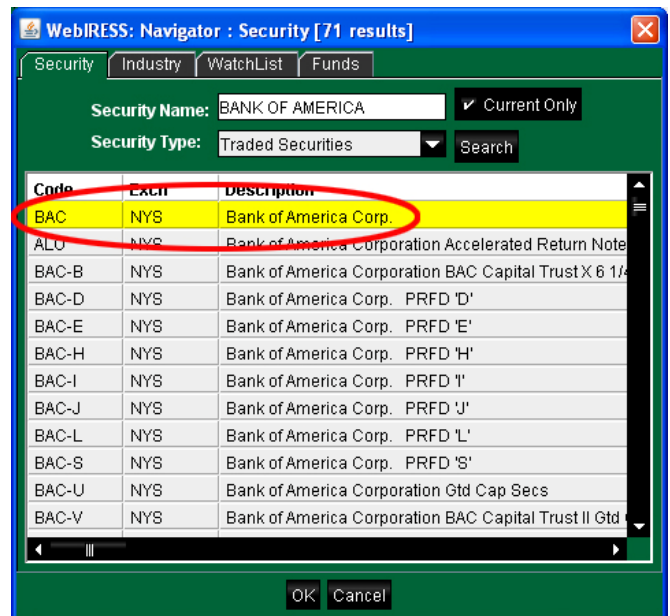 WebIRESS: Navigator : Security [71 results]
Security Industry WatchList Funds
Security Name: BANK OF AMERICA Current Only
Security Type: Traded Securities Search
Code Exch Description
BAC NYS Bank of America Corp.
ALO NYS Bank of America Corporation Accelerated Return Note
BAC-B NYS Bank of America Corporation BAC Capital Trust X 6 1/4
BAC-D NYS Bank of America Corp. PRFD 'D'
BAC-E NYS Bank of America Corp. PRFD 'E'
BAC-H NYS Bank of America Corp. PRFD 'H'
BAC-I NYS Bank of America Corp. PRFD 'I'
BAC-J NYS Bank of America Corp. PRFD 'J'
BAC-L NYS Bank of America Corp. PRFD 'L'
BAC-S NYS Bank of America Corp. PRFD 'S'
BAC-U NYS Bank of America Corporation Gtd Cap Secs
BAC-V NYS Bank of America Corporation BAC Capital Trust II Gtd
OK Cancel